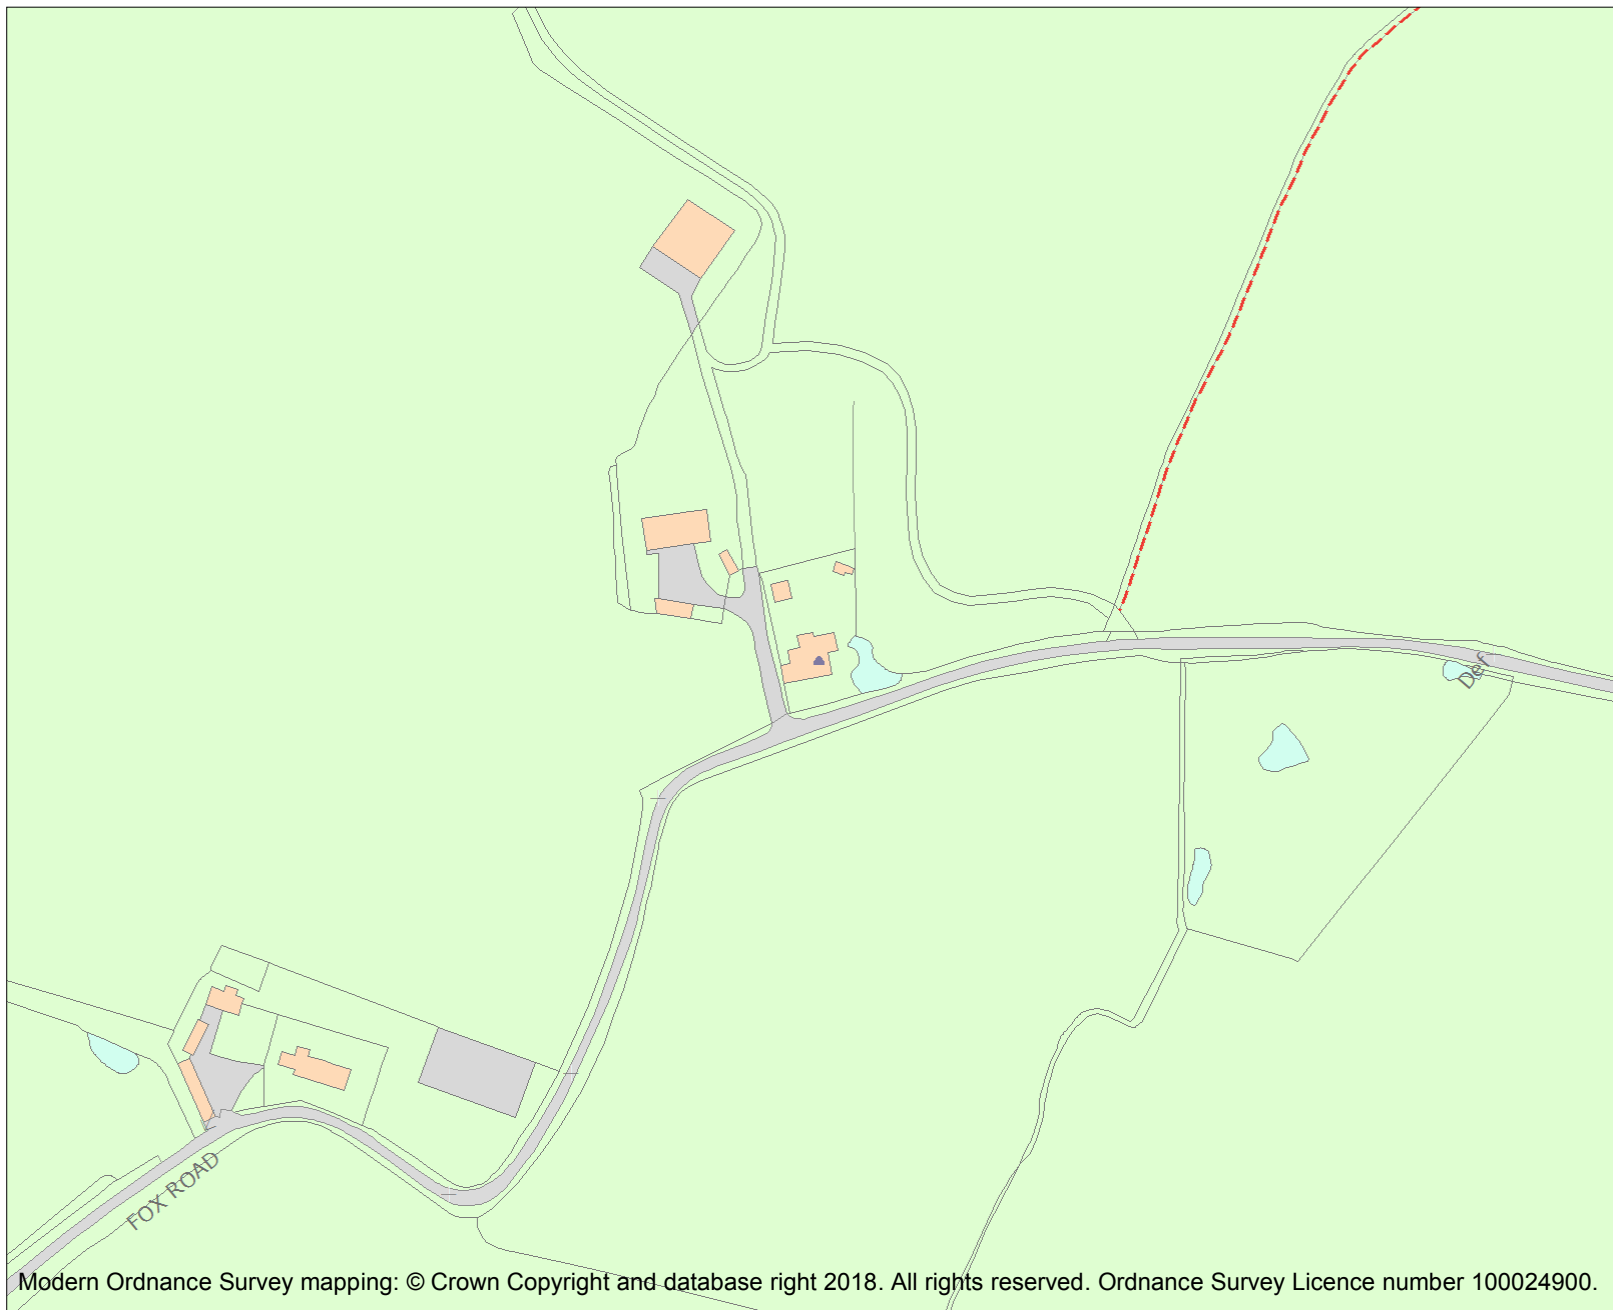 Def
FOX ROAD
Modern Ordnance Survey mapping: © Crown Copyright and database right 2018. All rights reserved. Ordnance Survey Licence number 100024900.